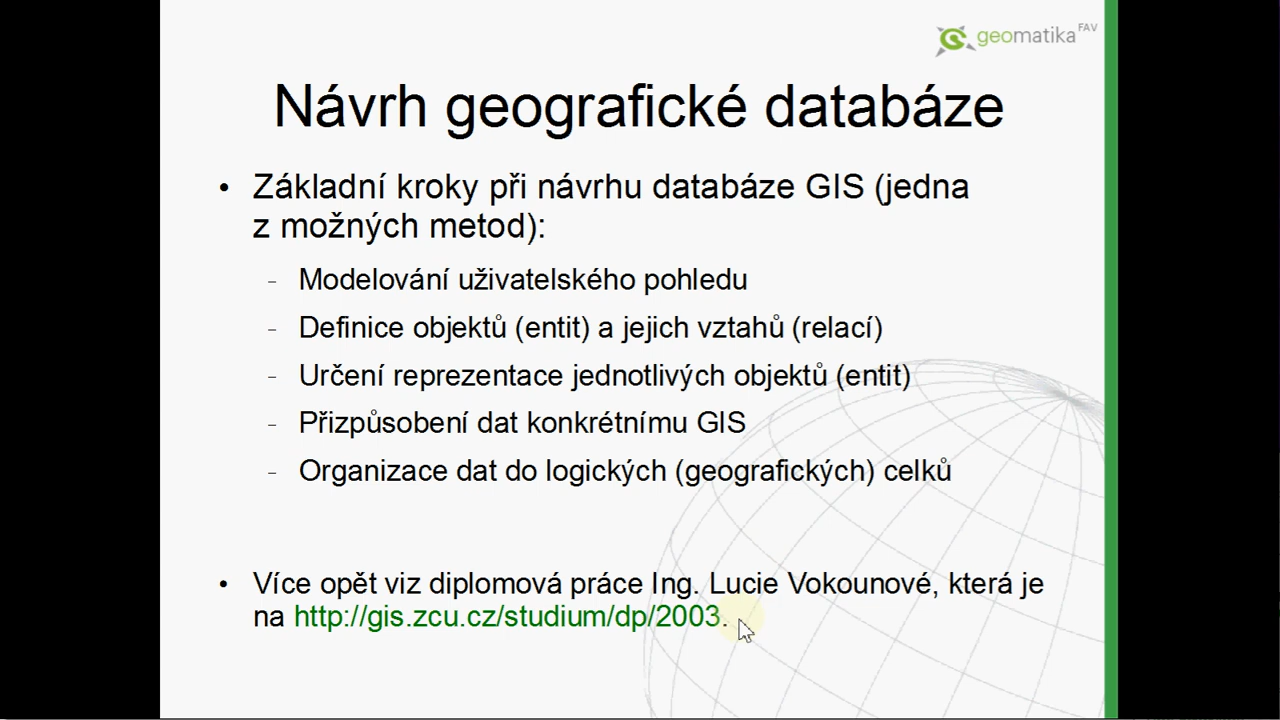 geomatika FAV
Návrh geografické databáze
• Základní kroky při návrhu databáze GIS (jedna
z možných metod):
- Modelování uživatelského pohledu
- Definice objektů (entit) a jejich vztahů (relací)
- Určení reprezentace jednotlivých objektů (entit)
- Přizpůsobení dat konkrétnímu GIS
- Organizace dat do logických (geografických) celků
• Více opět viz diplomová práce Ing. Lucie Vokounové, která je
na http://gis.zcu.cz/studium/dp/2003.